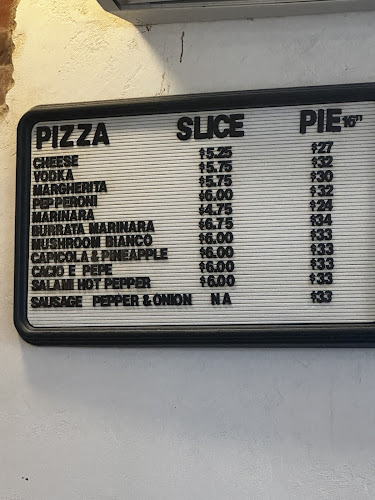 PIZZA SLICE PIE 16"
CHEESE $5.25 $27
VODKA $5.75 $32
MARGHERITA $5.75 $30
PEPPERONI $6.00 $32
MARINARA $4.75 $24
BURRATA MARINARA $6.75 $34
MUSHROOM BIANCO $6.00 $33
CAPICOLA & PINEAPPLE $6.00 $33
CACIO E PEPE $6.00 $33
SALAMI HOT PEPPER $6.00 $33
SAUSAGE PEPPER & ONION N A $33